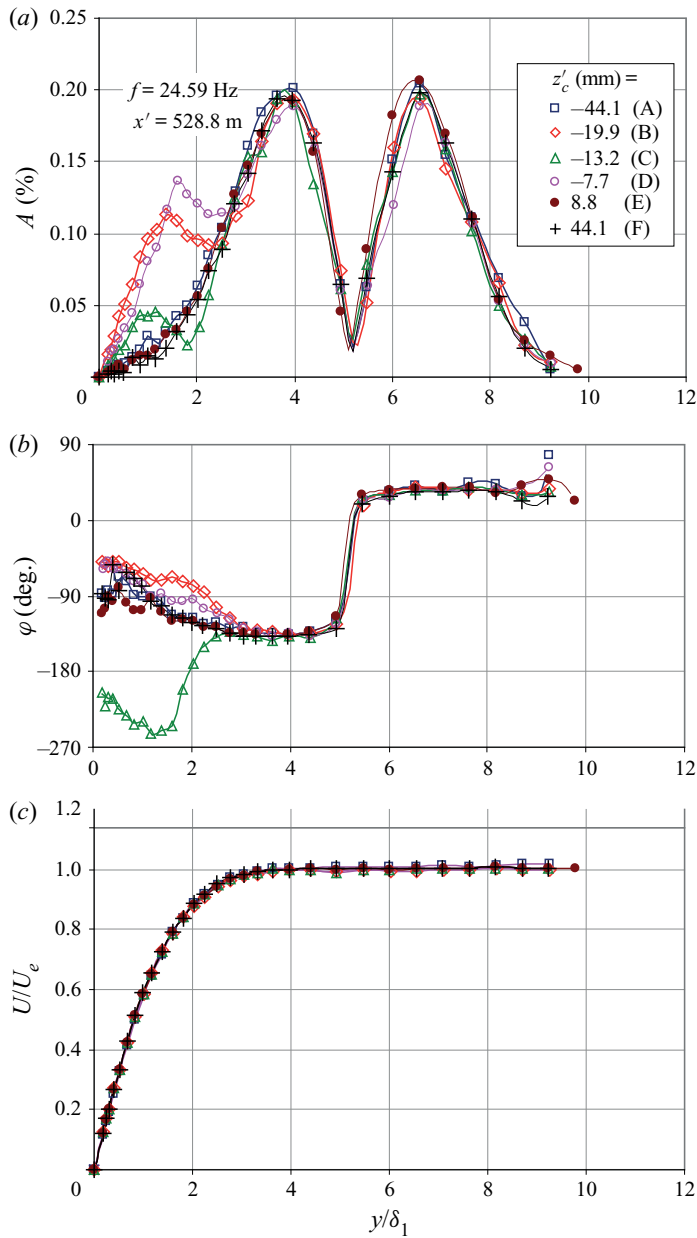 (a)
0.25
0.20
0.15
0.10
0.05
0
A (%)
f = 24.59 Hz
x′ = 528.8 m
z′c (mm) =
−44.1 (A)
−19.9 (B)
−13.2 (C)
−7.7 (D)
8.8 (E)
44.1 (F)
0 2 4 6 8 10 12
(b)
90
0
−90
−180
−270
φ (deg.)
0 2 4 6 8 10 12
(c)
1.2
1.0
0.8
0.6
0.4
0.2
0
U/Ue
0 2 4 6 8 10 12
y/δ1